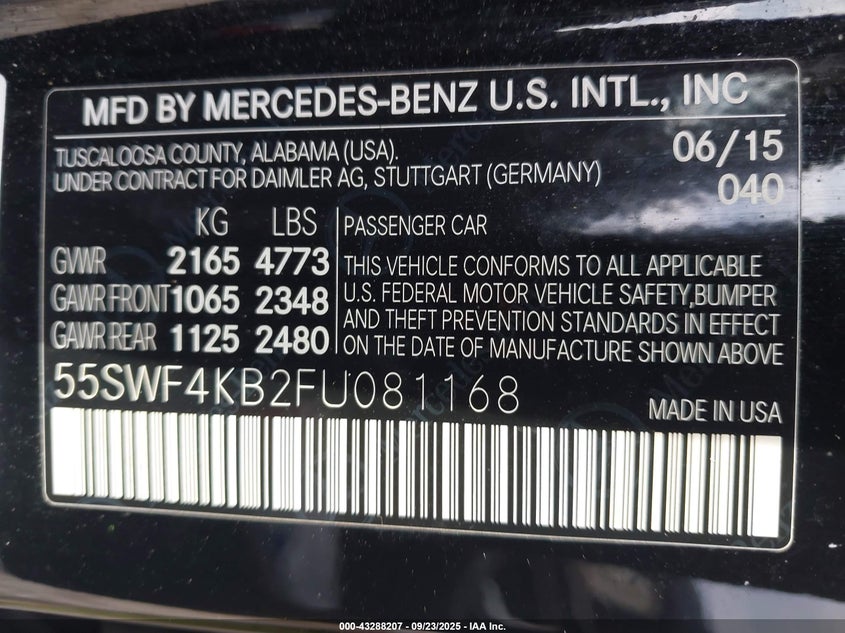 MFD BY MERCEDES-BENZ U.S. INTL., INC
TUSCALOOSA COUNTY, ALABAMA (USA).
UNDER CONTRACT FOR DAIMLER AG, STUTTGART (GERMANY)
06/15
040
KG LBS
GVWR 2165 4773
GAWR FRONT 1065 2348
GAWR REAR 1125 2480
PASSENGER CAR
THIS VEHICLE CONFORMS TO ALL APPLICABLE
U.S. FEDERAL MOTOR VEHICLE SAFETY,BUMPER
AND THEFT PREVENTION STANDARDS IN EFFECT
ON THE DATE OF MANUFACTURE SHOWN ABOVE
55SWF4KB2FU081168
MADE IN USA
000-43288207 - 09/23/2025 - IAA Inc.